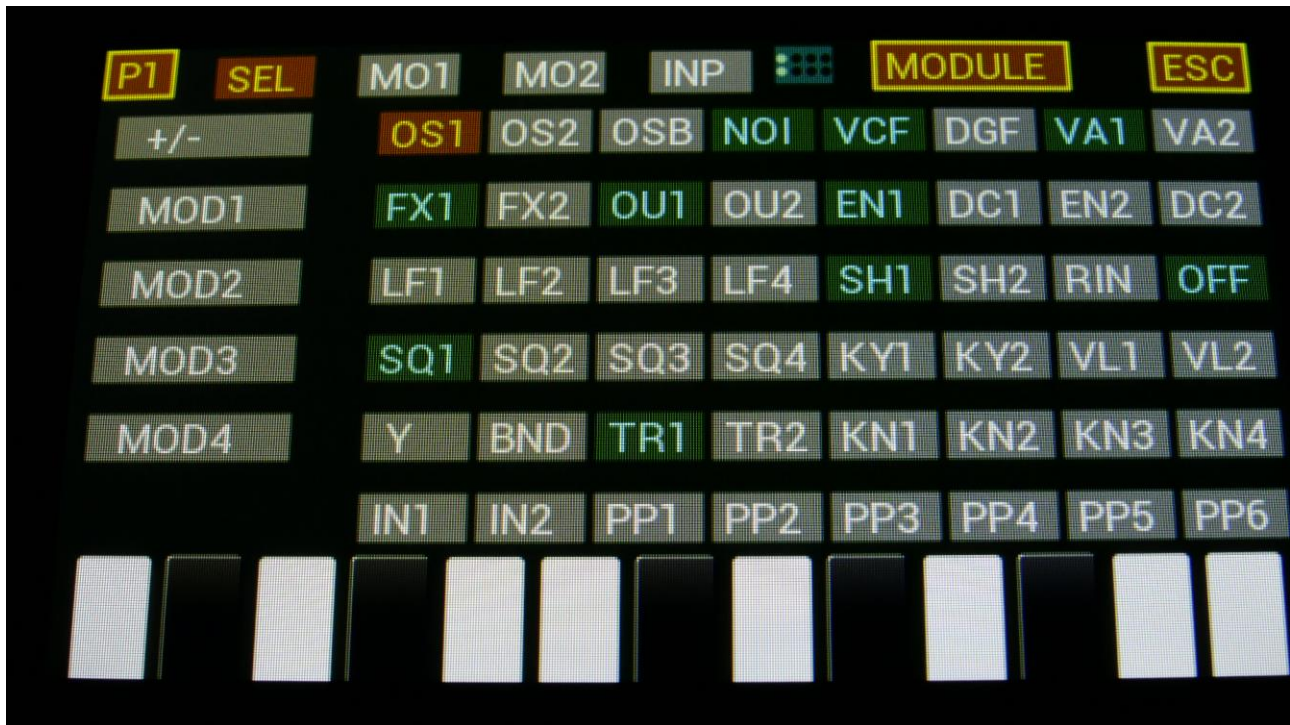 P1 SEL MO1 MO2 INP MODULE ESC
+/- OS1 OS2 OSB NOI VCF DGF VA1 VA2
MOD1 FX1 FX2 OU1 OU2 EN1 DC1 EN2 DC2
MOD2 LF1 LF2 LF3 LF4 SH1 SH2 RIN OFF
MOD3 SQ1 SQ2 SQ3 SQ4 KY1 KY2 VL1 VL2
MOD4 Y BND TR1 TR2 KN1 KN2 KN3 KN4
IN1 IN2 PP1 PP2 PP3 PP4 PP5 PP6